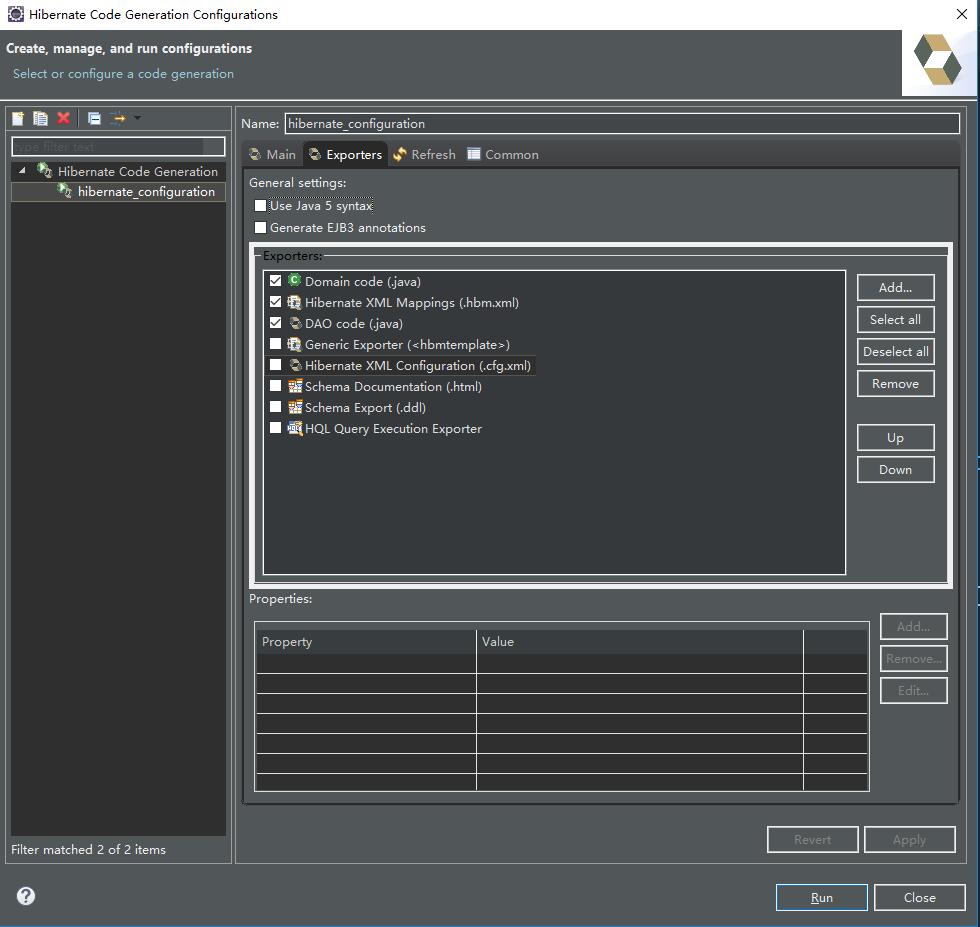 Hibernate Code Generation Configurations
Create, manage, and run configurations
Select or configure a code generation
type filter text
Hibernate Code Generation
hibernate_configuration
Filter matched 2 of 2 items
Name: hibernate_configuration
Main Exporters Refresh Common
General settings:
Use Java 5 syntax
Generate EJB3 annotations
Exporters:
Domain code (.java)
Hibernate XML Mappings (.hbm.xml)
DAO code (.java)
Generic Exporter (<hbmtemplate>)
Hibernate XML Configuration (.cfg.xml)
Schema Documentation (.html)
Schema Export (.ddl)
HQL Query Execution Exporter
Add...
Select all
Deselect all
Remove
Up
Down
Properties:
Property Value
Add...
Remove...
Edit...
Revert Apply
Run Close